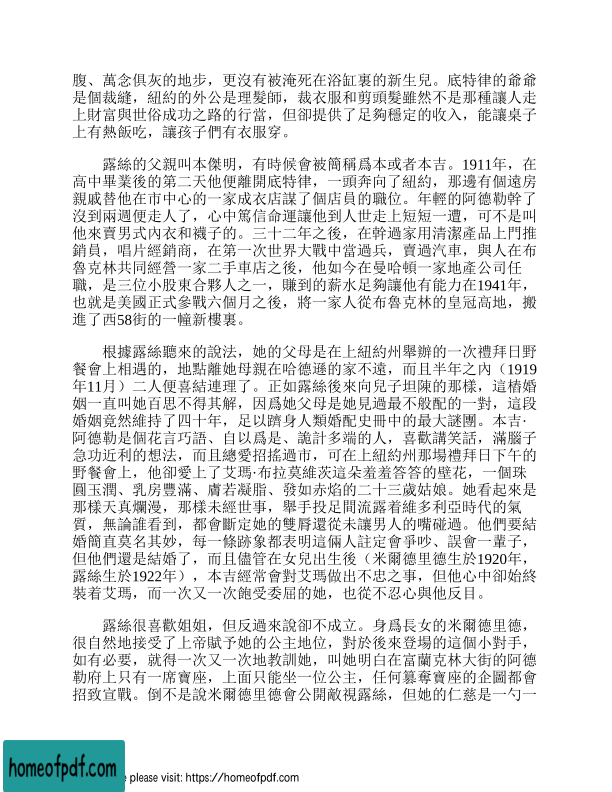 腹、萬念俱灰的地步，更沒有被淹死在浴缸裏的新生兒。底特律的爺爺
是個裁縫，紐約的外公是理髮師，裁衣服和剪頭髮雖然不是那種讓人走
上財富與世俗成功之路的行當，但卻提供了足夠穩定的收入，能讓桌子
上有熱飯吃，讓孩子們有衣服穿。
露絲的父親叫本傑明，有時候會被簡稱爲本或者本吉。1911年，在
高中畢業後的第二天他便離開底特律，一頭奔向了紐約，那邊有個遠房
親戚替他在市中心的一家成衣店謀了個店員的職位。年輕的阿德勒幹了
沒到兩週便走人了，心中篤信命運讓他到人世走上短短一遭，可不是叫
他來賣男式內衣和襪子的。三十二年之後，在幹過家用清潔產品上門推
銷員，唱片經銷商，在第一次世界大戰中當過兵，賣過汽車，與人在布
魯克林共同經營一家二手車店之後，他如今在曼哈頓一家地產公司任
職，是三位小股東合夥人之一，賺到的薪水足夠讓他有能力在1941年，
也就是美國正式參戰六個月之後，將一家人從布魯克林的皇冠高地，搬
進了西58街的一幢新樓裏。
根據露絲聽來的說法，她的父母是在上紐約州舉辦的一次禮拜日野
餐會上相遇的，地點離她母親在哈德遜的家不遠，而且半年之內（1919
年11月）二人便喜結連理了。正如露絲後來向兒子坦陳的那樣，這樁婚
姻一直叫她百思不得其解，因爲她父母是她見過最不般配的一對，這段
婚姻竟然維持了四十年，足以躋身人類婚配史冊中的最大謎團。本吉·
阿德勒是個花言巧語、自以爲是、詭計多端的人，喜歡講笑話，滿腦子
急功近利的想法，而且總愛招搖過市，可在上紐約州那場禮拜日下午的
野餐會上，他卻愛上了艾瑪·布拉莫維茨這朵羞羞答答的壁花，一個珠
圓玉潤、乳房豐滿、膚若凝脂、發如赤焰的二十三歲姑娘。她看起來是
那樣天真爛漫，那樣未經世事，舉手投足間流露着維多利亞時代的氣
質，無論誰看到，都會斷定她的雙脣還從未讓男人的嘴碰過。他們要結
婚簡直莫名其妙，每一條跡象都表明這倆人註定會爭吵、誤會一輩子，
但他們還是結婚了，而且儘管在女兒出生後（米爾德里德生於1920年，
露絲生於1922年），本吉經常會對艾瑪做出不忠之事，但他心中卻始終
裝着艾瑪，而一次又一次飽受委屈的她，也從不忍心與他反目。
露絲很喜歡姐姐，但反過來說卻不成立。身爲長女的米爾德里德，
很自然地接受了上帝賦予她的公主地位，對於後來登場的這個小對手，
如有必要，就得一次又一次地教訓她，叫她明白在富蘭克林大街的阿德
勒府上只有一席寶座，上面只能坐一位公主，任何篡奪寶座的企圖都會
招致宣戰。倒不是說米爾德里德會公開敵視露絲，但她的仁慈是一勺一
homeofpdf.com
please visit: https://homeofpdf.com